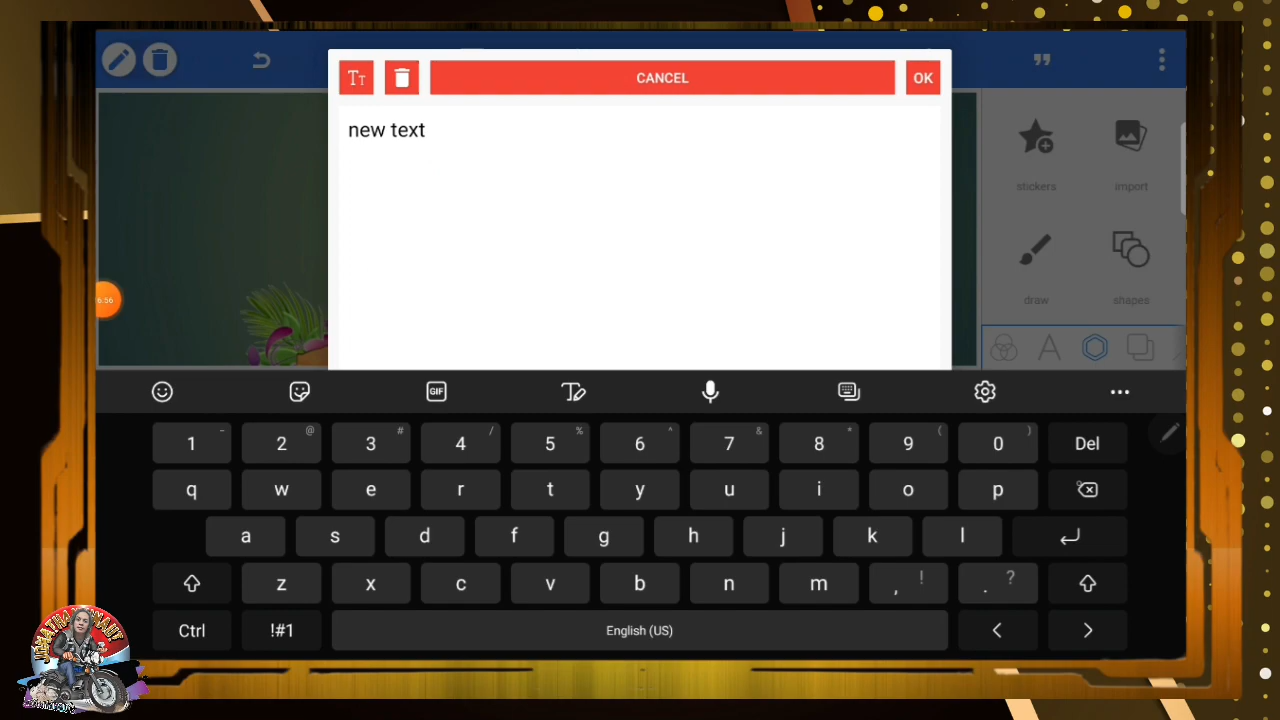 CANCEL
OK
new text
stickers
import
draw
shapes
GIF
1 - 2 @ 3 # 4 / 5 % 6 ^ 7 & 8 * 9 ( 0 ) Del
q w e r t y u i o p
a s d f g h j k l
z x c v b n m , ! . ?
Ctrl !#1 English (US) < >